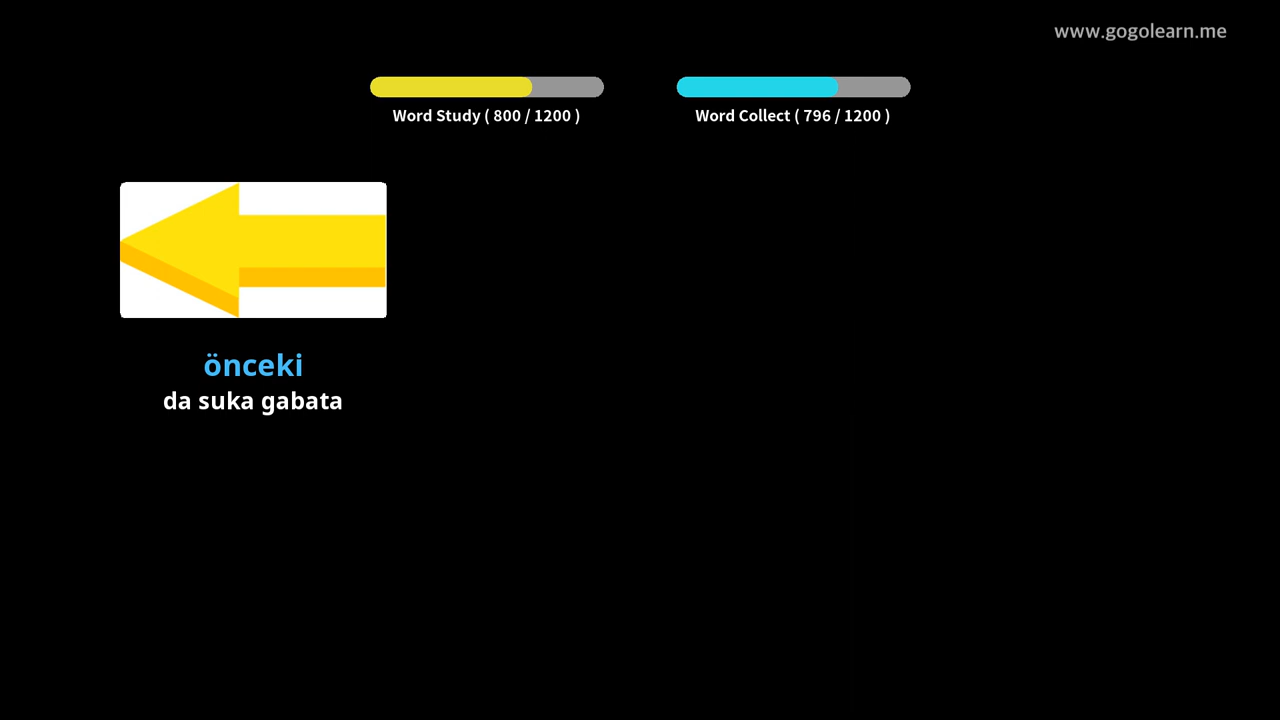 www.gogolearn.me
Word Study ( 800 / 1200 )
Word Collect ( 796 / 1200 )
önceki
da suka gabata